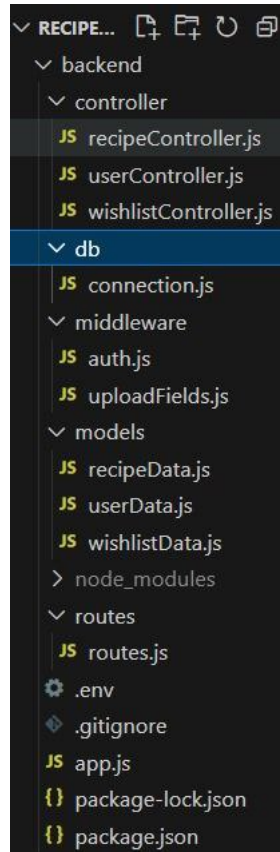 RECIPE...
backend
controller
JS recipeController.js
JS userController.js
JS wishlistController.js
db
JS connection.js
middleware
JS auth.js
JS uploadFields.js
models
JS recipeData.js
JS userData.js
JS wishlistData.js
node_modules
routes
JS routes.js
.env
.gitignore
JS app.js
{} package-lock.json
{} package.json